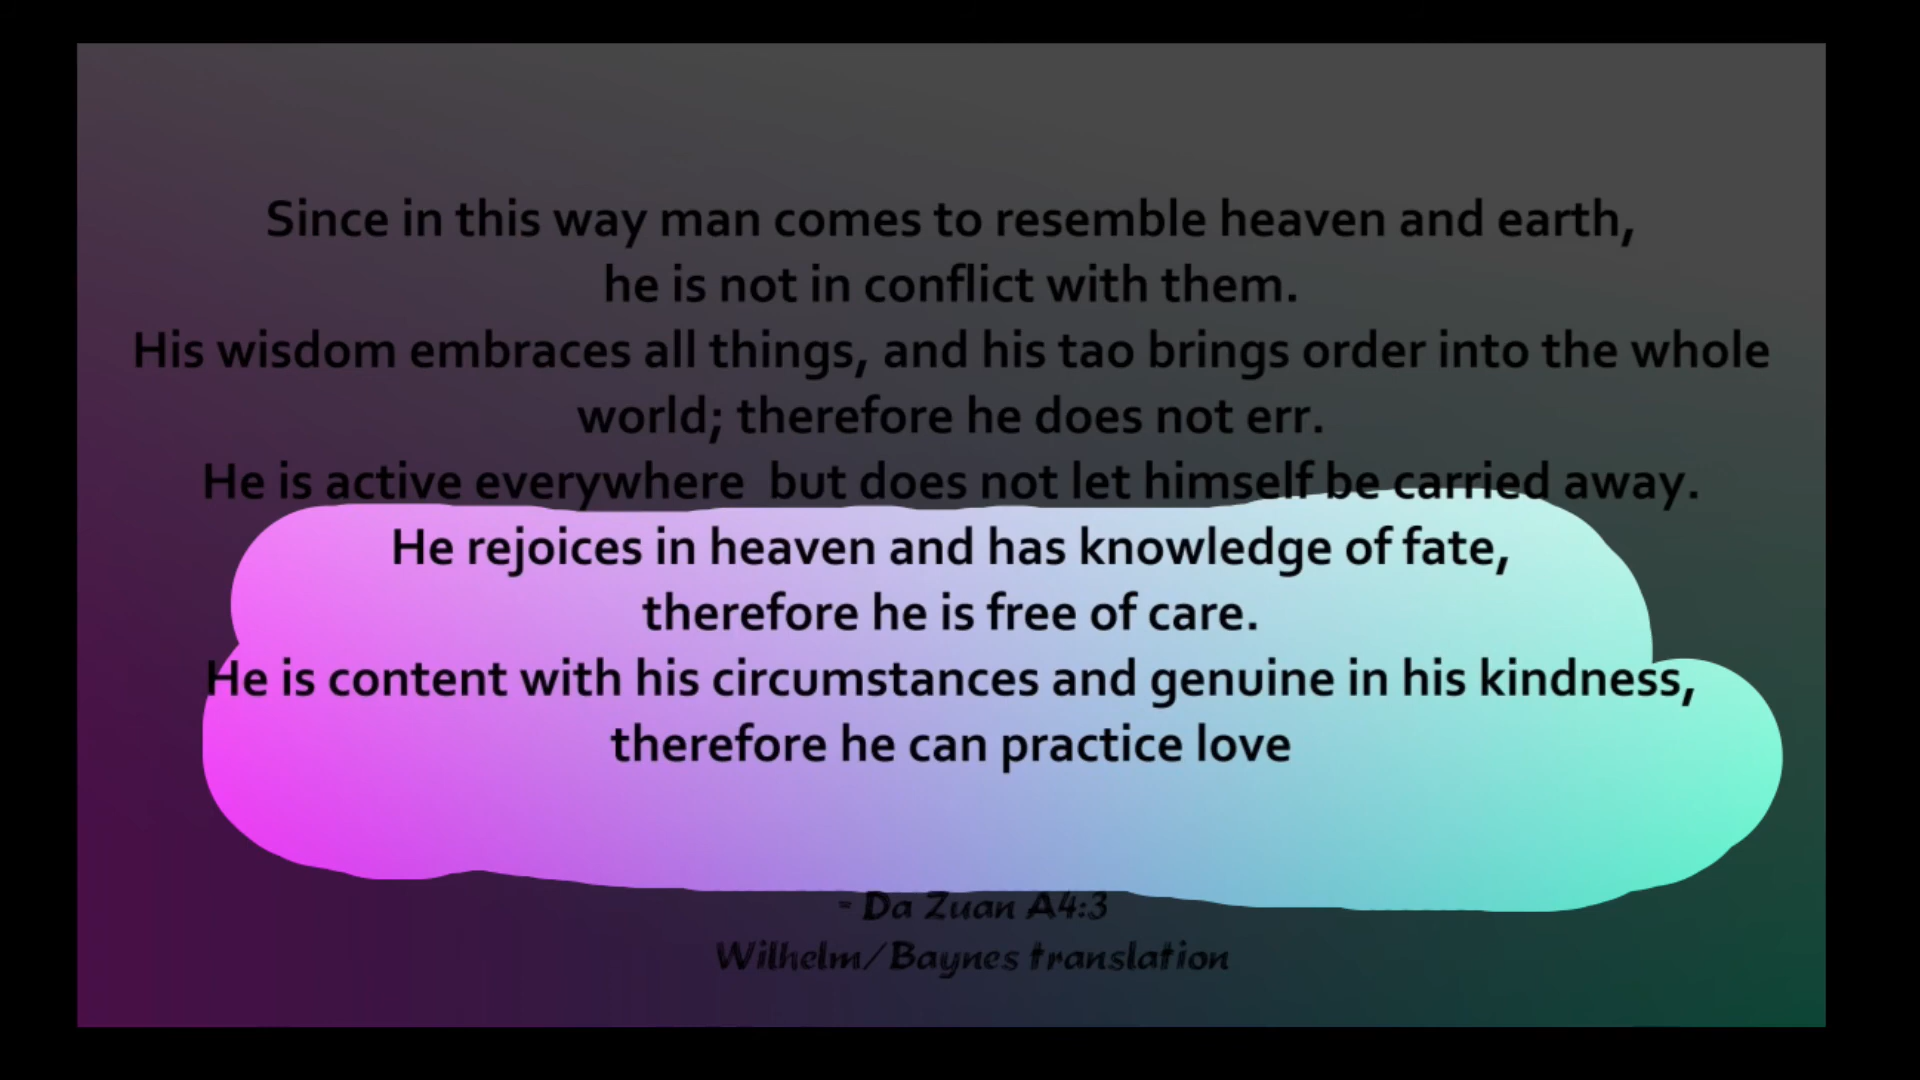 Since in this way man comes to resemble heaven and earth,
he is not in conflict with them.
His wisdom embraces all things, and his tao brings order into the whole
world; therefore he does not err.
He is active everywhere  but does not let himself be carried away.
He rejoices in heaven and has knowledge of fate,
therefore he is free of care.
He is content with his circumstances and genuine in his kindness,
therefore he can practice love
- Da Zuan A4:3
Wilhelm/Baynes translation